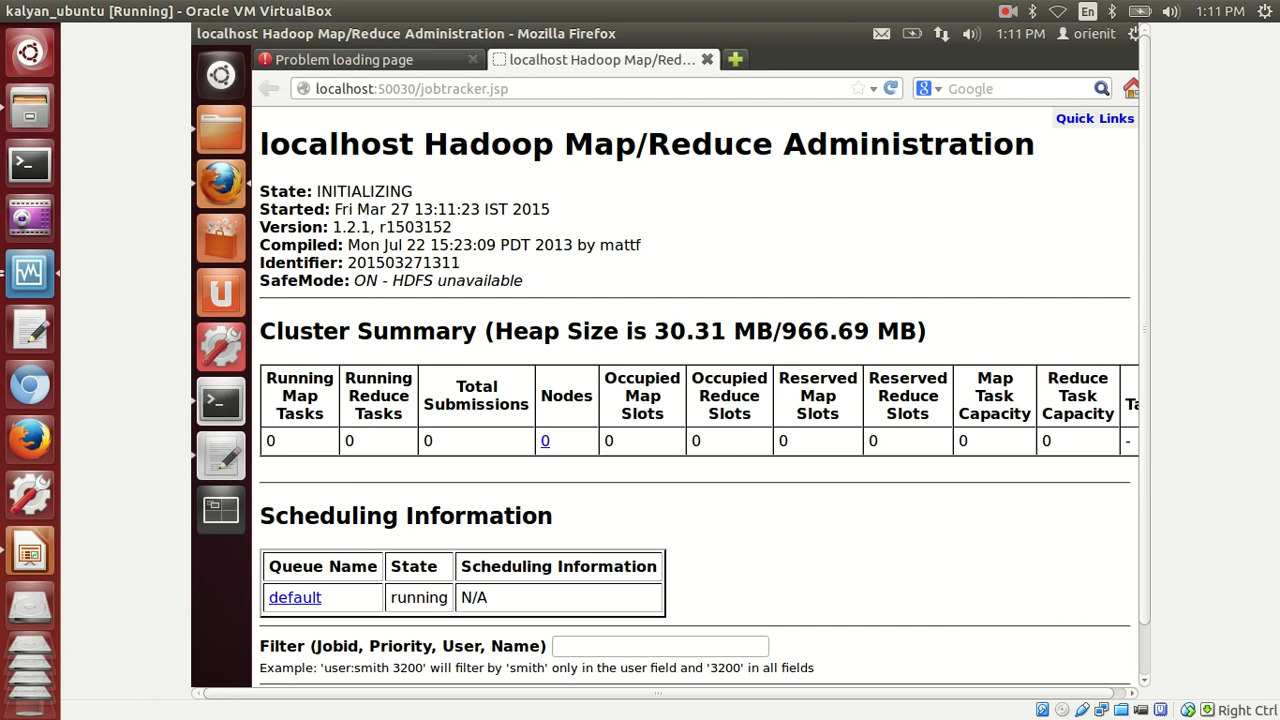 kalyan_ubuntu [Running] - Oracle VM VirtualBox
En
1:11 PM
localhost Hadoop Map/Reduce Administration - Mozilla Firefox
1:11 PM
orienit
Problem loading page
localhost Hadoop Map/Red...
localhost:50030/jobtracker.jsp
Google
Quick Links
localhost Hadoop Map/Reduce Administration
State: INITIALIZING
Started: Fri Mar 27 13:11:23 IST 2015
Version: 1.2.1, r1503152
Compiled: Mon Jul 22 15:23:09 PDT 2013 by mattf
Identifier: 201503271311
SafeMode: ON - HDFS unavailable
Cluster Summary (Heap Size is 30.31 MB/966.69 MB)
Running Map Tasks
Running Reduce Tasks
Total Submissions
Nodes
Occupied Map Slots
Occupied Reduce Slots
Reserved Map Slots
Reserved Reduce Slots
Map Task Capacity
Reduce Task Capacity
0 0 0 0 0 0 0 0 0 0 -
Scheduling Information
Queue Name State Scheduling Information
default running N/A
Filter (Jobid, Priority, User, Name)
Example: 'user:smith 3200' will filter by 'smith' only in the user field and '3200' in all fields
Right Ctrl